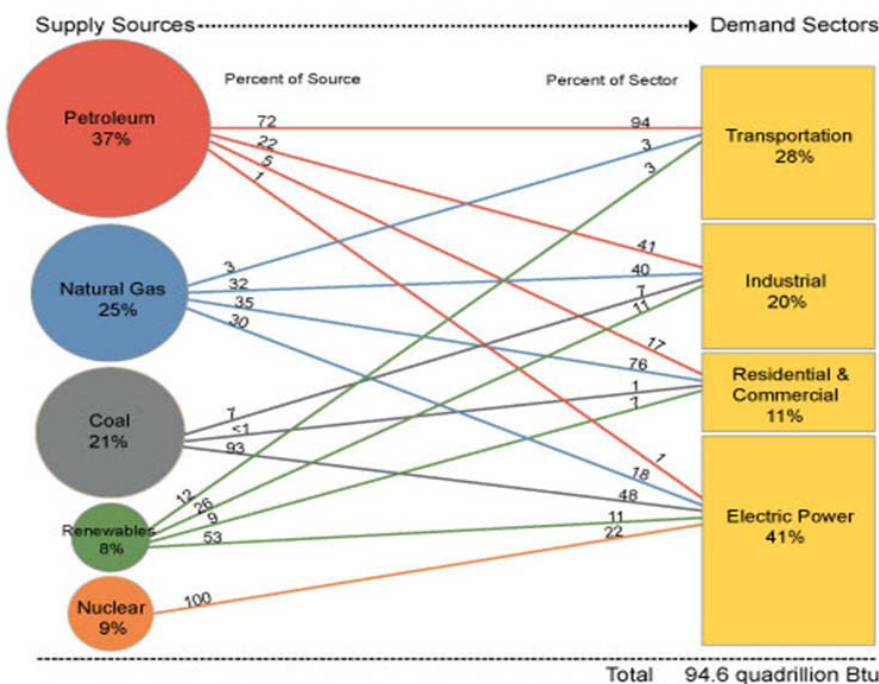 Supply Sources
Demand Sectors
Percent of Source
Percent of Sector
Petroleum
37%
72
22
5
1
Natural Gas
25%
3
32
35
30
Coal
21%
7
<1
93
Renewables
8%
12
26
9
53
Nuclear
9%
100
94
3
3
Transportation
28%
41
40
7
11
Industrial
20%
17
76
1
7
Residential &
Commercial
11%
1
18
48
11
22
Electric Power
41%
Total 94.6 quadrillion Btu